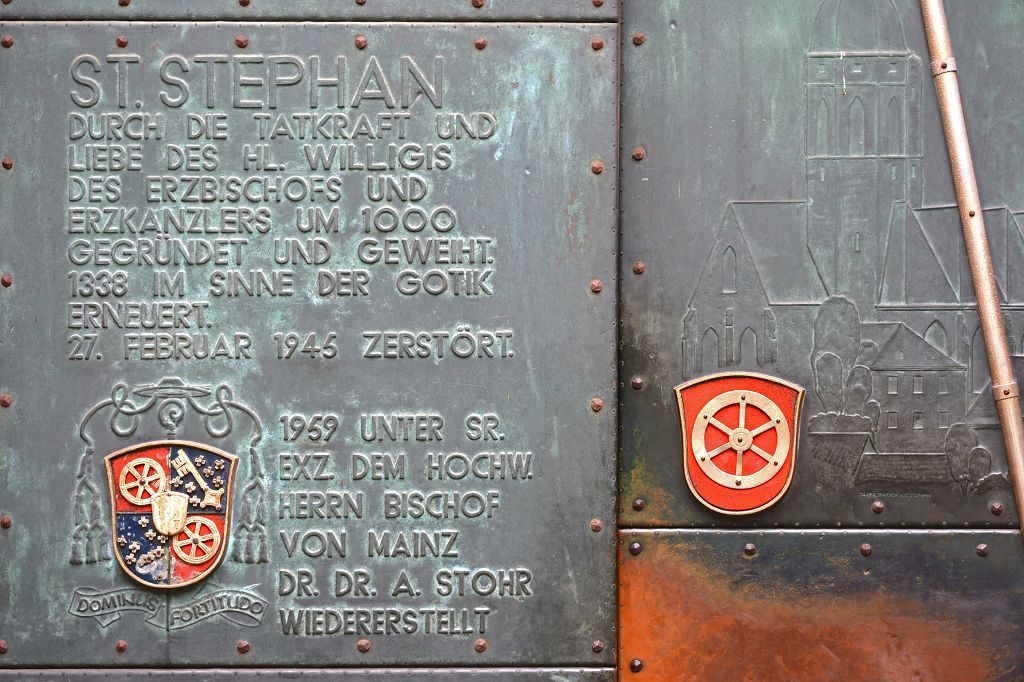 ST. STEPHAN
DURCH DIE TATKRAFT UND
LIEBE DES HL. WILLIGIS
DES ERZBISCHOFS UND
ERZKANZLERS UM 1000
GEGRÜNDET UND GEWEIHT.
1338 IM SINNE DER GOTIK
ERNEUERT.
27. FEBRUAR 1945 ZERSTÖRT.
1959 UNTER SR.
EXZ. DEM HOCHW.
HERRN BISCHOF
VON MAINZ
DR. DR. A. STOHR
WIEDERERSTELLT
DOMINUS FORTITUDO